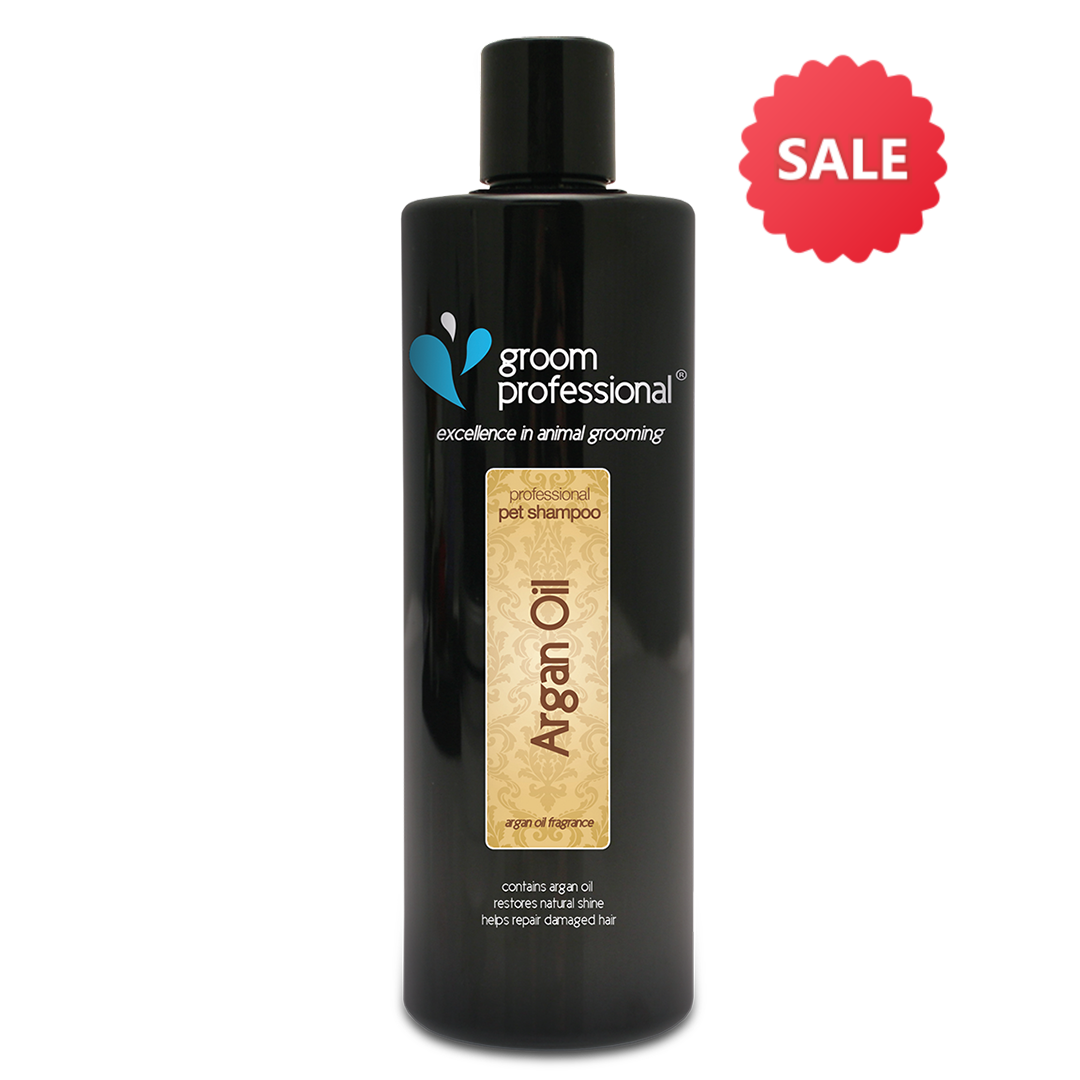 SALE
groom
professional®
excellence in animal grooming
professional
pet shampoo
Argan Oil
argan oil fragrance
contains argan oil
restores natural shine
helps repair damaged hair